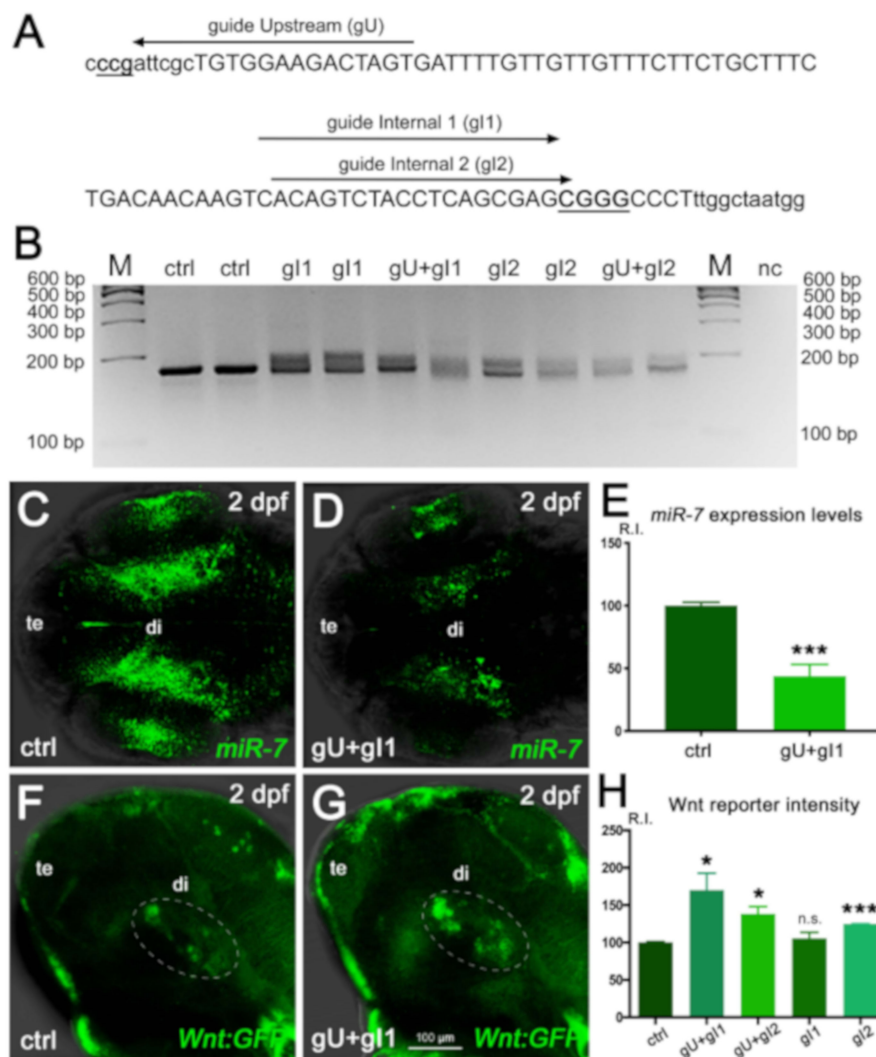 A
guide Upstream (gU)
cccgattcgcTGTGGAAGACTAGTGATTTTGTTGTTGTTTCTTCTGCTTTC
guide Internal 1 (gI1)
guide Internal 2 (gI2)
TGACAACAAGTCACAGTCTACCTCAGCGAGCGGGCCCTttggctaatgg
B
M ctrl ctrl gI1 gI1 gU+gI1 gI2 gI2 gU+gI2 M nc
600 bp 600 bp
500 bp 500 bp
400 bp 400 bp
300 bp 300 bp
200 bp 200 bp
100 bp 100 bp
C 2 dpf
te di
ctrl miR-7
D 2 dpf
te di
gU+gI1 miR-7
E
miR-7 expression levels
R.I.
150
100
50
0
***
ctrl gU+gI1
F 2 dpf
te di
ctrl Wnt:GFP
G 2 dpf
te di
gU+gI1 100 µm Wnt:GFP
H
Wnt reporter intensity
R.I.
250
200
150
100
50
0
* * n.s. ***
ctrl gU+gI1 gU+gI2 gI1 gI2